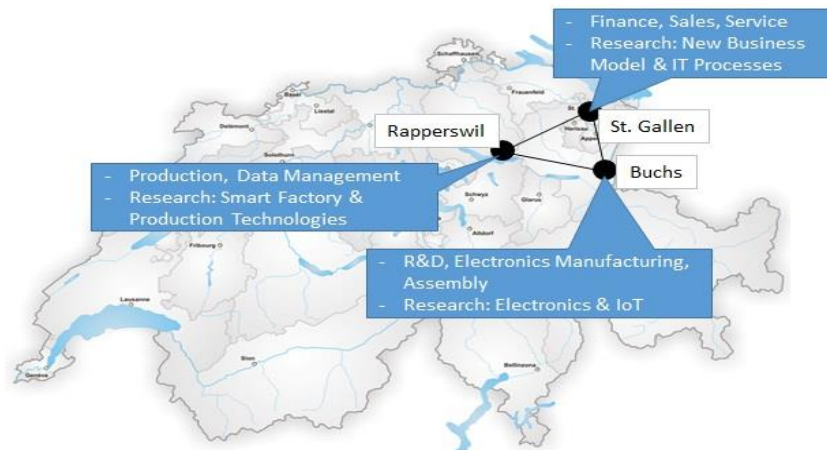 - Finance, Sales, Service
- Research: New Business
Model & IT Processes
Schaffhausen
Basel
Frauenfeld
St.
Liestal
Delémont
Herisau
Appe
St. Gallen
Rapperswil
Solothurn
Buchs
- Production, Data Management
- Research: Smart Factory &
Production Technologies
Schwyz
Glarus
Altdorf
Fribourg
- R&D, Electronics Manufacturing,
Assembly
- Research: Electronics & IoT
Lausanne
Sion
Bellinzona
Genève